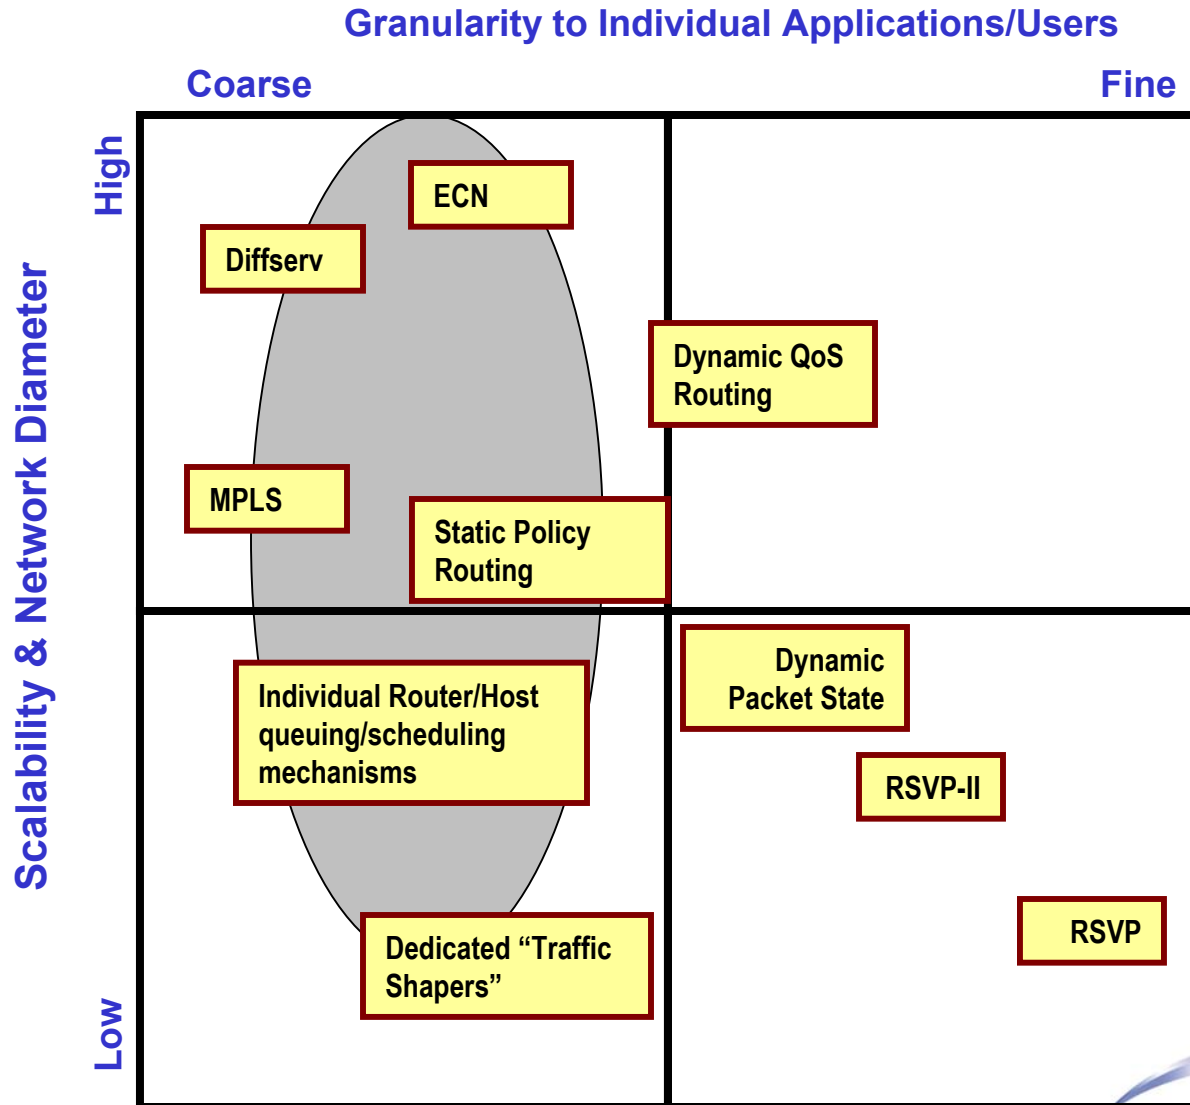 Granularity to Individual Applications/Users
Coarse
Fine
High
Scalability & Network Diameter
Low
ECN
Diffserv
Dynamic QoS
Routing
MPLS
Static Policy
Routing
Individual Router/Host
queuing/scheduling
mechanisms
Dynamic
Packet State
RSVP-II
RSVP
Dedicated “Traffic
Shapers”